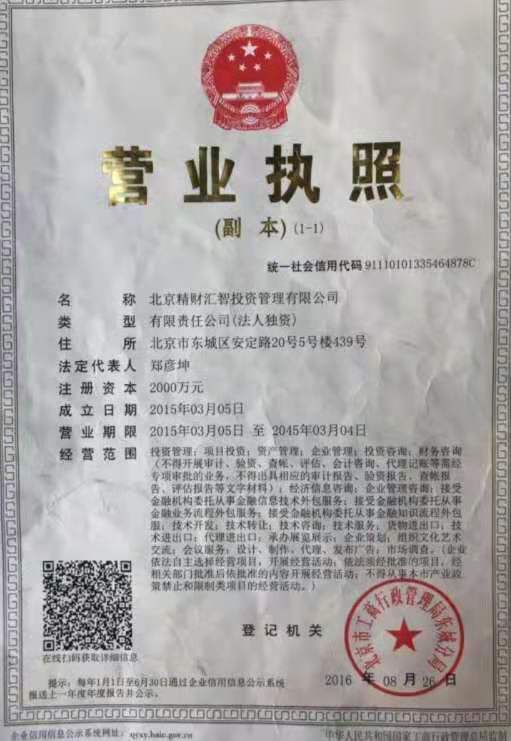 营业执照
(副 本)(1-1)
统一社会信用代码 91110101335464878C
名 称 北京精财汇智投资管理有限公司
类 型 有限责任公司(法人独资)
住 所 北京市东城区安定路20号5号楼439号
法定代表人 郑彦坤
注册资本 2000万元
成立日期 2015年03月05日
营业期限 2015年03月05日 至 2045年03月04日
经营范围 投资管理；项目投资；资产管理；企业管理；投资咨询；财务咨询
（不得开展审计、验资、查帐、评估、会计咨询、代理记账等需经
专项审批的业务，不得出具相应的审计报告、验资报告、查帐报
告、评估报告等文字材料）；经济信息咨询；企业管理咨询；接受
金融机构委托从事金融信息技术外包服务；接受金融机构委托从事
金融业务流程外包服务；接受金融机构委托从事金融知识流程外包
服；技术开发；技术转让；技术咨询；技术服务；货物进出口；技
术进出口；代理进出口；承办展览展示；企业策划；组织文化艺术
交流；会议服务；设计、制作、代理、发布广告；市场调查。（企业
依法自主选择经营项目，开展经营活动；依法须经批准的项目，经
相关部门批准后依批准的内容开展经营活动；不得从事本市产业政
策禁止和限制类项目的经营活动。）
在线扫码获取详细信息
登记机关
北京市工商行政管理局东城分局
2016 年 08 月 26 日
提示：每年1月1日至6月30日通过企业信用信息公示系统
报送上一年度年度报告并公示。
企业信用信息公示系统网址：qyxy.baic.gov.cn
中华人民共和国国家工商行政管理总局监制